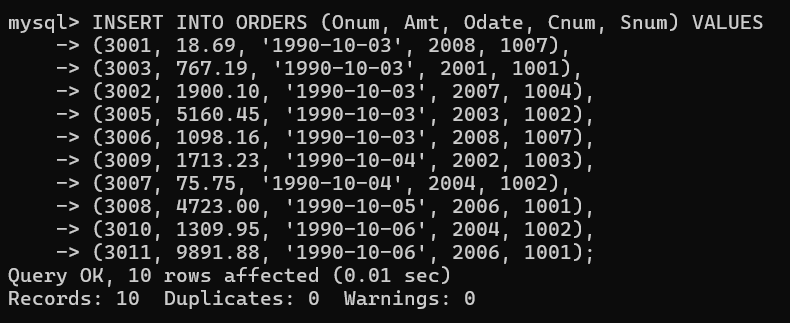 mysql> INSERT INTO ORDERS (Onum, Amt, Odate, Cnum, Snum) VALUES
    -> (3001, 18.69, '1990-10-03', 2008, 1007),
    -> (3003, 767.19, '1990-10-03', 2001, 1001),
    -> (3002, 1900.10, '1990-10-03', 2007, 1004),
    -> (3005, 5160.45, '1990-10-03', 2003, 1002),
    -> (3006, 1098.16, '1990-10-03', 2008, 1007),
    -> (3009, 1713.23, '1990-10-04', 2002, 1003),
    -> (3007, 75.75, '1990-10-04', 2004, 1002),
    -> (3008, 4723.00, '1990-10-05', 2006, 1001),
    -> (3010, 1309.95, '1990-10-06', 2004, 1002),
    -> (3011, 9891.88, '1990-10-06', 2006, 1001);
Query OK, 10 rows affected (0.01 sec)
Records: 10  Duplicates: 0  Warnings: 0